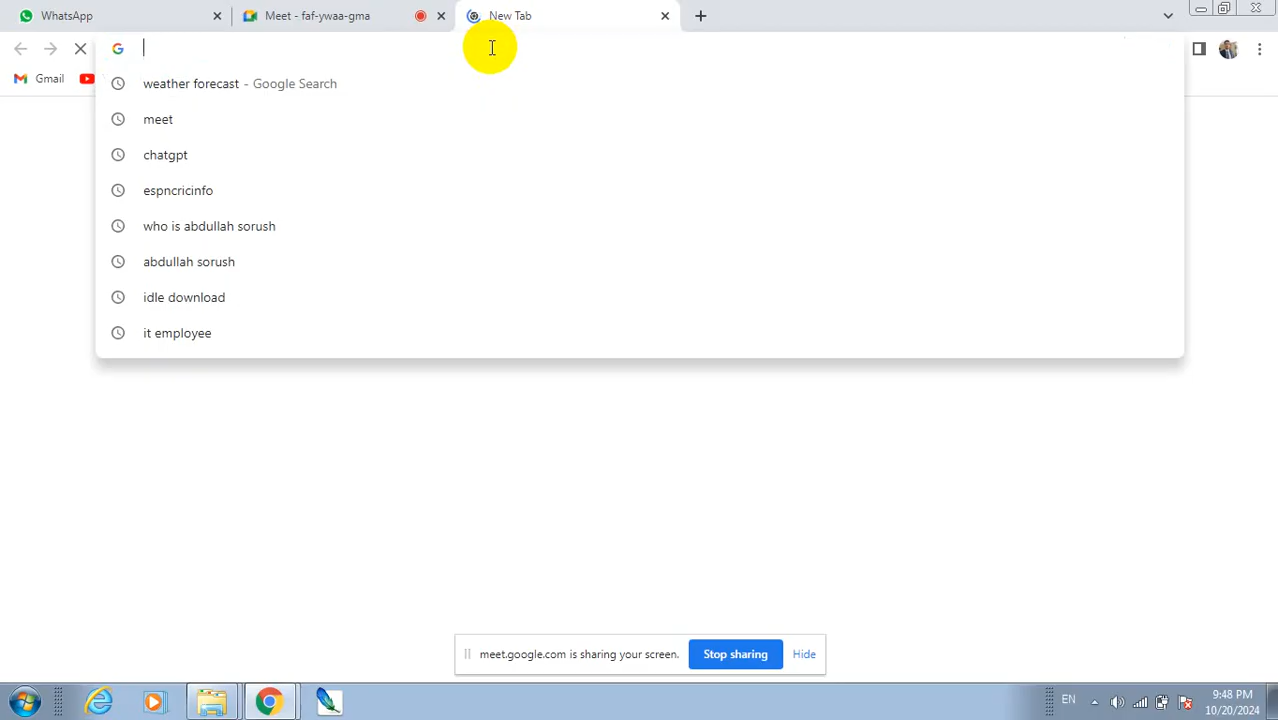 WhatsApp
Meet - faf-ywaa-gma
New Tab
Gmail
weather forecast - Google Search
meet
chatgpt
espncricinfo
who is abdullah sorush
abdullah sorush
idle download
it employee
meet.google.com is sharing your screen.
Stop sharing
Hide
EN
9:48 PM
10/20/2024